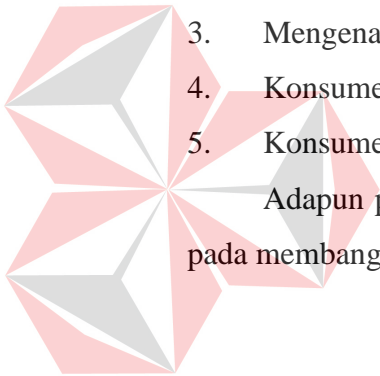 3. Mengena
4. Konsume
5. Konsume
Adapun p
pada membang